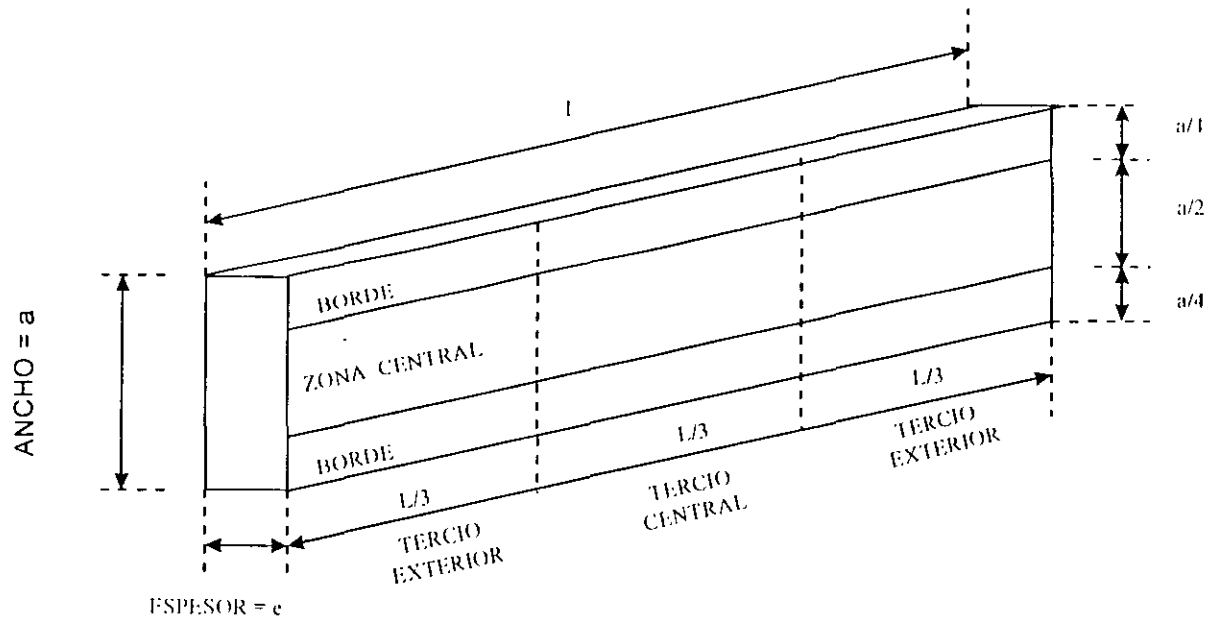 a/4
a/2
a/4
BORDE
ZONA CENTRAL
BORDE
ANCHO = a
L/3
L/3
L/3
TERCIO
EXTERIOR
TERCIO
CENTRAL
TERCIO
EXTERIOR
ESPESOR = e